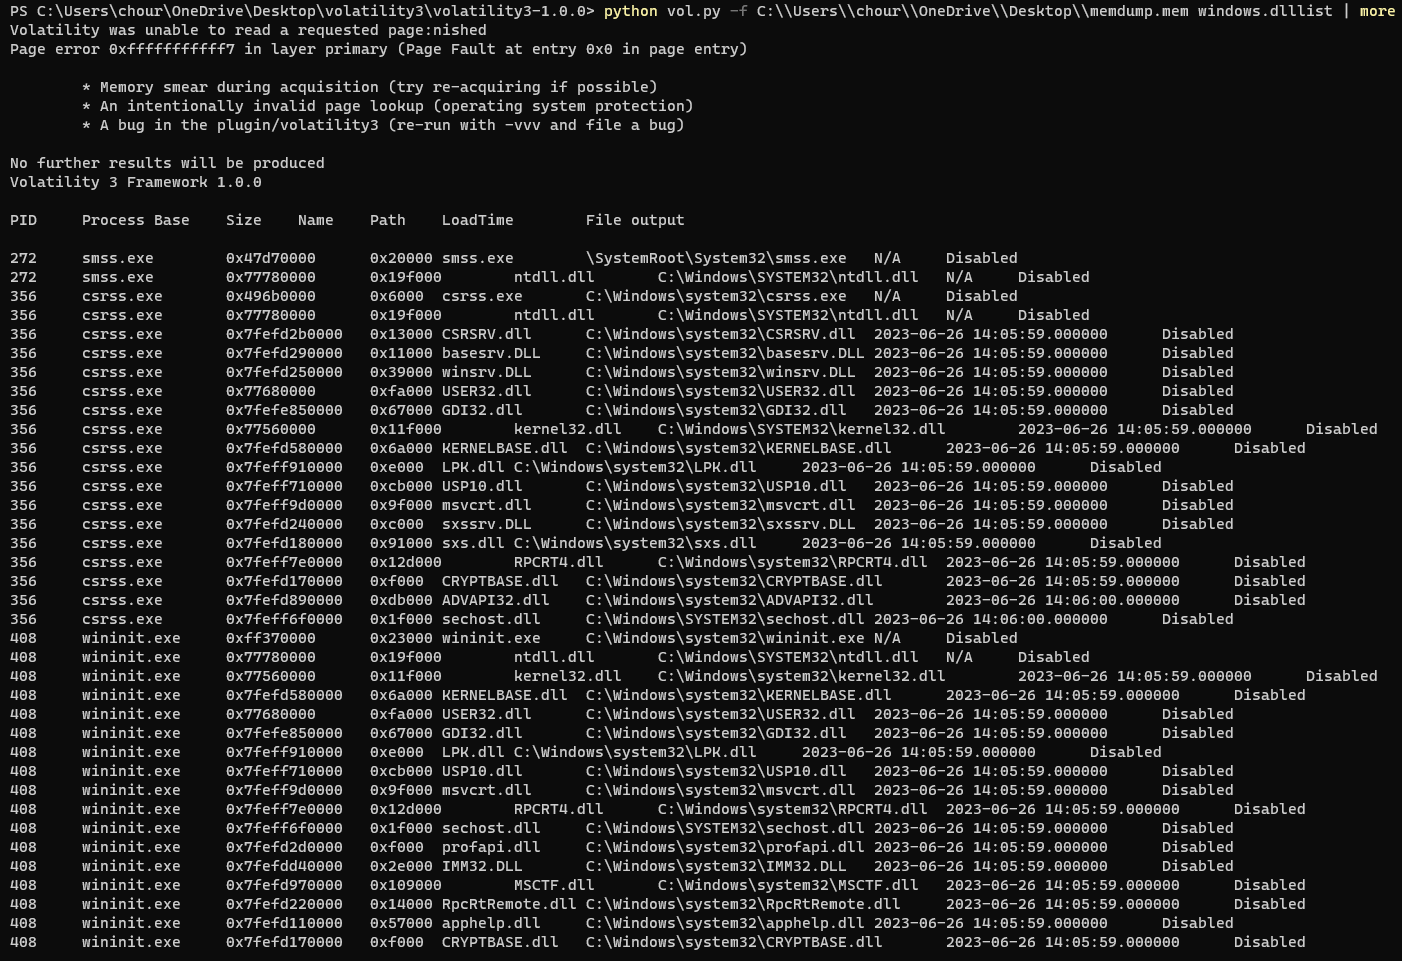 PS C:\Users\chour\OneDrive\Desktop\volatility3\volatility3-1.0.0> python vol.py -f C:\\Users\\chour\\OneDrive\\Desktop\\memdump.mem windows.dlllist | more
Volatility was unable to read a requested page:nished
Page error 0xfffffffffff7 in layer primary (Page Fault at entry 0x0 in page entry)
* Memory smear during acquisition (try re-acquiring if possible)
* An intentionally invalid page lookup (operating system protection)
* A bug in the plugin/volatility3 (re-run with -vvv and file a bug)
No further results will be produced
Volatility 3 Framework 1.0.0
PID Process Base Size Name Path LoadTime File output
272 smss.exe 0x47d70000 0x20000 smss.exe \SystemRoot\System32\smss.exe N/A Disabled
272 smss.exe 0x77780000 0x19f000 ntdll.dll C:\Windows\SYSTEM32\ntdll.dll N/A Disabled
356 csrss.exe 0x496b0000 0x6000 csrss.exe C:\Windows\system32\csrss.exe N/A Disabled
356 csrss.exe 0x77780000 0x19f000 ntdll.dll C:\Windows\SYSTEM32\ntdll.dll N/A Disabled
356 csrss.exe 0x7fefd2b0000 0x13000 CSRSRV.dll C:\Windows\system32\CSRSRV.dll 2023-06-26 14:05:59.000000 Disabled
356 csrss.exe 0x7fefd290000 0x11000 basesrv.DLL C:\Windows\system32\basesrv.DLL 2023-06-26 14:05:59.000000 Disabled
356 csrss.exe 0x7fefd250000 0x39000 winsrv.DLL C:\Windows\system32\winsrv.DLL 2023-06-26 14:05:59.000000 Disabled
356 csrss.exe 0x77680000 0xfa000 USER32.dll C:\Windows\system32\USER32.dll 2023-06-26 14:05:59.000000 Disabled
356 csrss.exe 0x7fefe850000 0x67000 GDI32.dll C:\Windows\system32\GDI32.dll 2023-06-26 14:05:59.000000 Disabled
356 csrss.exe 0x77560000 0x11f000 kernel32.dll C:\Windows\SYSTEM32\kernel32.dll 2023-06-26 14:05:59.000000 Disabled
356 csrss.exe 0x7fefd580000 0x6a000 KERNELBASE.dll C:\Windows\system32\KERNELBASE.dll 2023-06-26 14:05:59.000000 Disabled
356 csrss.exe 0x7feff910000 0xe000 LPK.dll C:\Windows\system32\LPK.dll 2023-06-26 14:05:59.000000 Disabled
356 csrss.exe 0x7feff710000 0xcb000 USP10.dll C:\Windows\system32\USP10.dll 2023-06-26 14:05:59.000000 Disabled
356 csrss.exe 0x7feff9d0000 0x9f000 msvcrt.dll C:\Windows\system32\msvcrt.dll 2023-06-26 14:05:59.000000 Disabled
356 csrss.exe 0x7fefd240000 0xc000 sxssrv.DLL C:\Windows\system32\sxssrv.DLL 2023-06-26 14:05:59.000000 Disabled
356 csrss.exe 0x7fefd180000 0x91000 sxs.dll C:\Windows\system32\sxs.dll 2023-06-26 14:05:59.000000 Disabled
356 csrss.exe 0x7feff7e0000 0x12d000 RPCRT4.dll C:\Windows\system32\RPCRT4.dll 2023-06-26 14:05:59.000000 Disabled
356 csrss.exe 0x7fefd170000 0xf000 CRYPTBASE.dll C:\Windows\system32\CRYPTBASE.dll 2023-06-26 14:05:59.000000 Disabled
356 csrss.exe 0x7fefd890000 0xdb000 ADVAPI32.dll C:\Windows\system32\ADVAPI32.dll 2023-06-26 14:06:00.000000 Disabled
356 csrss.exe 0x7feff6f0000 0x1f000 sechost.dll C:\Windows\SYSTEM32\sechost.dll 2023-06-26 14:06:00.000000 Disabled
408 wininit.exe 0xff370000 0x23000 wininit.exe C:\Windows\system32\wininit.exe N/A Disabled
408 wininit.exe 0x77780000 0x19f000 ntdll.dll C:\Windows\SYSTEM32\ntdll.dll N/A Disabled
408 wininit.exe 0x77560000 0x11f000 kernel32.dll C:\Windows\system32\kernel32.dll 2023-06-26 14:05:59.000000 Disabled
408 wininit.exe 0x7fefd580000 0x6a000 KERNELBASE.dll C:\Windows\system32\KERNELBASE.dll 2023-06-26 14:05:59.000000 Disabled
408 wininit.exe 0x77680000 0xfa000 USER32.dll C:\Windows\system32\USER32.dll 2023-06-26 14:05:59.000000 Disabled
408 wininit.exe 0x7fefe850000 0x67000 GDI32.dll C:\Windows\system32\GDI32.dll 2023-06-26 14:05:59.000000 Disabled
408 wininit.exe 0x7feff910000 0xe000 LPK.dll C:\Windows\system32\LPK.dll 2023-06-26 14:05:59.000000 Disabled
408 wininit.exe 0x7feff710000 0xcb000 USP10.dll C:\Windows\system32\USP10.dll 2023-06-26 14:05:59.000000 Disabled
408 wininit.exe 0x7feff9d0000 0x9f000 msvcrt.dll C:\Windows\system32\msvcrt.dll 2023-06-26 14:05:59.000000 Disabled
408 wininit.exe 0x7feff7e0000 0x12d000 RPCRT4.dll C:\Windows\system32\RPCRT4.dll 2023-06-26 14:05:59.000000 Disabled
408 wininit.exe 0x7feff6f0000 0x1f000 sechost.dll C:\Windows\SYSTEM32\sechost.dll 2023-06-26 14:05:59.000000 Disabled
408 wininit.exe 0x7fefd2d0000 0xf000 profapi.dll C:\Windows\system32\profapi.dll 2023-06-26 14:05:59.000000 Disabled
408 wininit.exe 0x7fefdd40000 0x2e000 IMM32.DLL C:\Windows\system32\IMM32.DLL 2023-06-26 14:05:59.000000 Disabled
408 wininit.exe 0x7fefd970000 0x109000 MSCTF.dll C:\Windows\system32\MSCTF.dll 2023-06-26 14:05:59.000000 Disabled
408 wininit.exe 0x7fefd220000 0x14000 RpcRtRemote.dll C:\Windows\system32\RpcRtRemote.dll 2023-06-26 14:05:59.000000 Disabled
408 wininit.exe 0x7fefd110000 0x57000 apphelp.dll C:\Windows\system32\apphelp.dll 2023-06-26 14:05:59.000000 Disabled
408 wininit.exe 0x7fefd170000 0xf000 CRYPTBASE.dll C:\Windows\system32\CRYPTBASE.dll 2023-06-26 14:05:59.000000 Disabled